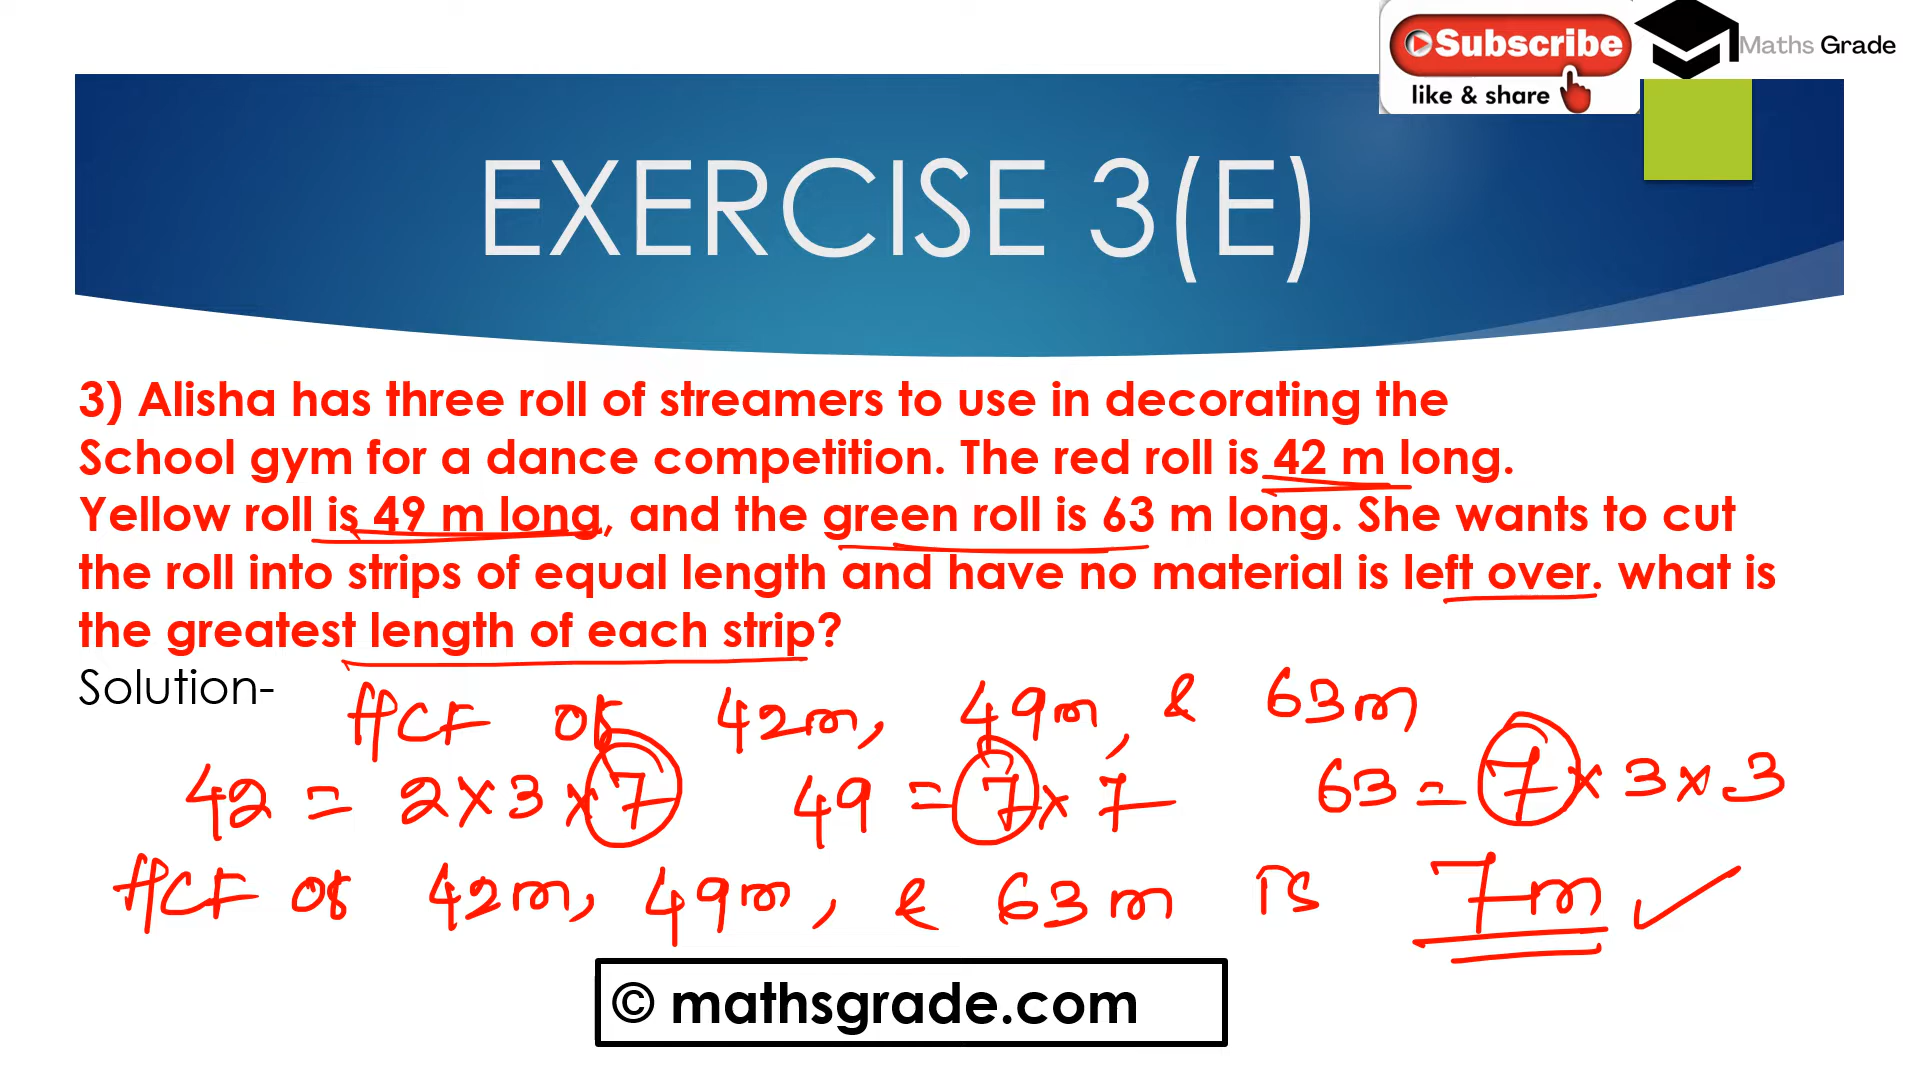 Subscribe
like & share
Maths Grade
EXERCISE 3(E)
3) Alisha has three roll of streamers to use in decorating the
School gym for a dance competition. The red roll is 42 m long.
Yellow roll is 49 m long, and the green roll is 63 m long. She wants to cut
the roll into strips of equal length and have no material is left over. what is
the greatest length of each strip?
Solution-
HCF of 42m, 49m, & 63m
42 = 2 × 3 × 7 49 = 7 × 7 63 = 7 × 3 × 3
HCF of 42m, 49m, & 63m is 7m ✓
© mathsgrade.com